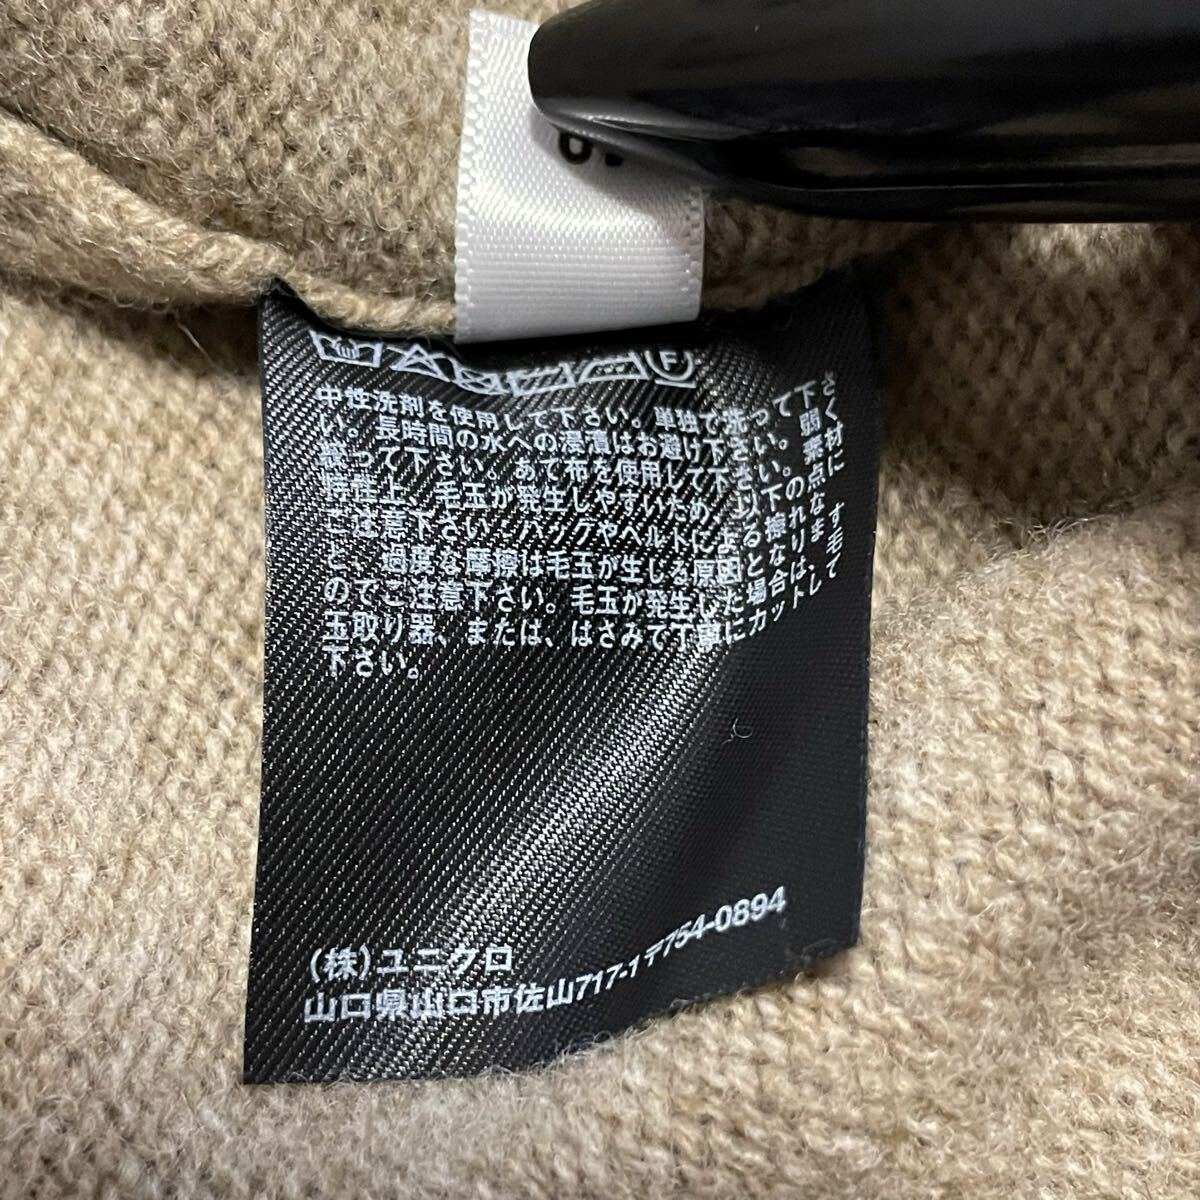 中性洗剤を使用して下さい。単独で洗って下さ
い。長時間の水への浸漬はお避け下さい。弱く
絞って下さい。あて布を使用して下さい。素材
特性上、毛玉が発生しやすいため、以下の点に
ご注意下さい。バッグやベルトによる擦れな
ど、過度な摩擦は毛玉が生じる原因となります
のでご注意下さい。毛玉が発生した場合は、毛
玉取り器、または、はさみで丁寧にカットして
下さい。
(株)ユニクロ
山口県山口市佐山717-1 〒754-0894